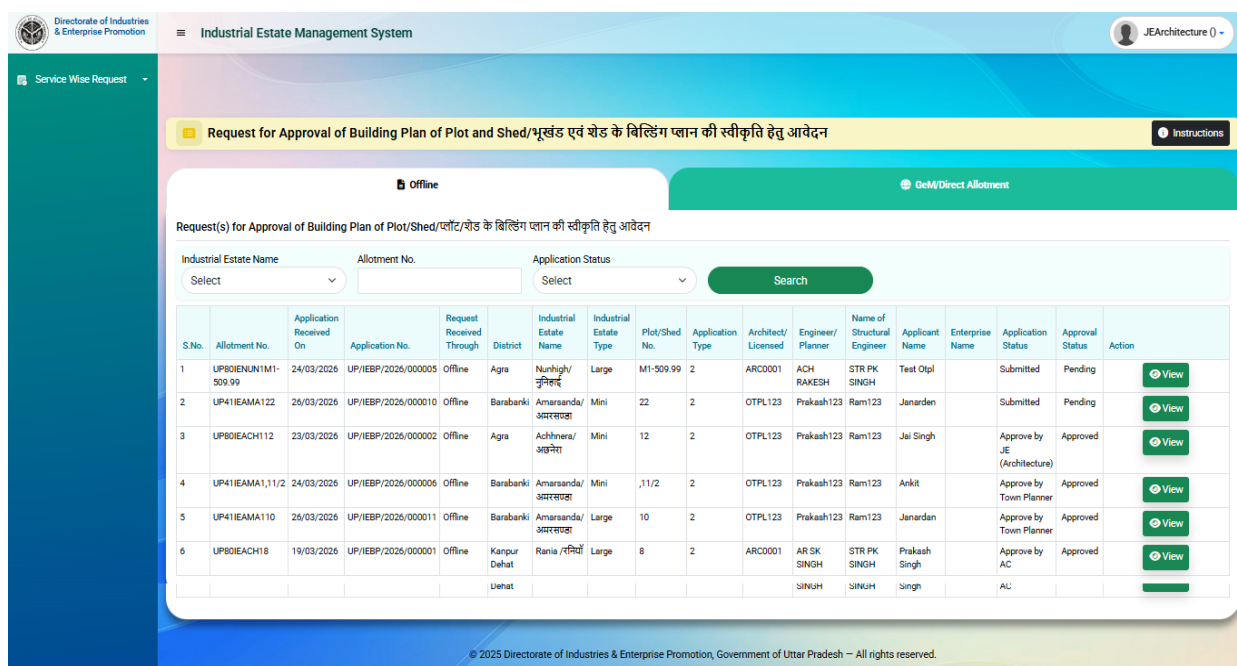 Directorate of Industries
& Enterprise Promotion
Industrial Estate Management System
JEArchitecture ()
Service Wise Request
Request for Approval of Building Plan of Plot and Shed/भूखंड एवं शेड के बिल्डिंग प्लान की स्वीकृति हेतु आवेदन
Instructions
Offline
GeM/Direct Allotment
Request(s) for Approval of Building Plan of Plot/Shed/प्लॉट/शेड के बिल्डिंग प्लान की स्वीकृति हेतु आवेदन
Industrial Estate Name Allotment No. Application Status
Select Select Search
S.No. Allotment No. Application Received On Application No. Request Received Through District Industrial Estate Name Industrial Estate Type Plot/Shed No. Application Type Architect/ Licensed Engineer/ Planner Name of Structural Engineer Applicant Name Enterprise Name Application Status Approval Status Action
1 UP80IENUN1M1-509.99 24/03/2026 UP/IEBP/2026/000005 Offline Agra Nunhigh/ नुनिहाई Large M1-509.99 2 ARC0001 ACH RAKESH STR PK SINGH Test Otpl Submitted Pending View
2 UP41IEAMA122 26/03/2026 UP/IEBP/2026/000010 Offline Barabanki Amarsanda/ अमरसण्डा Mini 22 2 OTPL123 Prakash123 Ram123 Janarden Submitted Pending View
3 UP80IEACH112 23/03/2026 UP/IEBP/2026/000002 Offline Agra Achhnera/ अछनेरा Mini 12 2 OTPL123 Prakash123 Ram123 Jai Singh Approve by JE (Architecture) Approved View
4 UP41IEAMA1,11/2 24/03/2026 UP/IEBP/2026/000006 Offline Barabanki Amarsanda/ अमरसण्डा Mini ,11/2 2 OTPL123 Prakash123 Ram123 Ankit Approve by Town Planner Approved View
5 UP41IEAMA110 26/03/2026 UP/IEBP/2026/000011 Offline Barabanki Amarsanda/ अमरसण्डा Large 10 2 OTPL123 Prakash123 Ram123 Janardan Approve by Town Planner Approved View
6 UP80IEACH18 19/03/2026 UP/IEBP/2026/000001 Offline Kanpur Dehat Rania /रनियाँ Large 8 2 ARC0001 AR SK SINGH STR PK SINGH Prakash Singh Approve by AC Approved View
Dehat SINGH SINGH Singh AC
© 2025 Directorate of Industries & Enterprise Promotion, Government of Uttar Pradesh — All rights reserved.